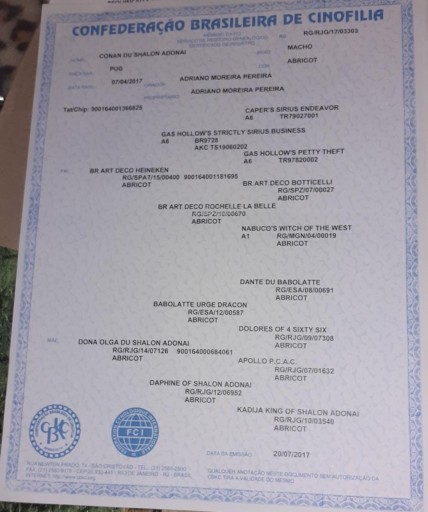 CONFEDERAÇÃO BRASILEIRA DE CINOFILIA
RG/RJG/17/03303
CONAN DU SHALON ADONAI
MACHO
PUG
ABRICOT
07/04/2017
ADRIANO MOREIRA PEREIRA
ADRIANO MOREIRA PEREIRA
Tat/Chip: 900164001366825
CAPER'S SIRIUS ENDEAVOR
A6 TR79027001
GAS HOLLOW'S STRICTLY SIRIUS BUSINESS
A6 BR9728
AKC TS19060202
GAS HOLLOW'S PETTY THEFT
A6 TR97820002
BR ART DECO HEINEKEN
RG/SPAT/15/00400 900164001181695
ABRICOT
BR ART DECO BOTTICELLI
RG/SPZ/07/00027
ABRICOT
BR ART DECO ROCHELLE LA BELLE
RG/SPZ/10/00670
ABRICOT
NABUCO'S WITCH OF THE WEST
A1 RG/MGN/04/00019
ABRICOT
DANTE DU BABOLATTE
RG/ESA/08/00691
ABRICOT
BABOLATTE URGE DRACON
RG/ESA/12/00587
ABRICOT
DOLORES OF 4 SIXTY SIX
RG/RJG/09/07308
ABRICOT
MÃE:
DONA OLGA DU SHALON ADONAI
RG/RJG/14/07126 900164000684061
ABRICOT
APOLLO P.C.A.C.
RG/RJG/07/01632
ABRICOT
DAPHINE OF SHALON ADONAI
RG/RJG/12/06952
ABRICOT
KADIJA KING OF SHALON ADONAI
RG/RJG/10/03540
ABRICOT
CBKC
FCI
DATA DA EMISSÃO: 20/07/2017
QUALQUER ANOTAÇÃO NESTE DOCUMENTO SEM AUTORIZAÇÃO DA
CBKC TIRA A VALIDADE DO MESMO